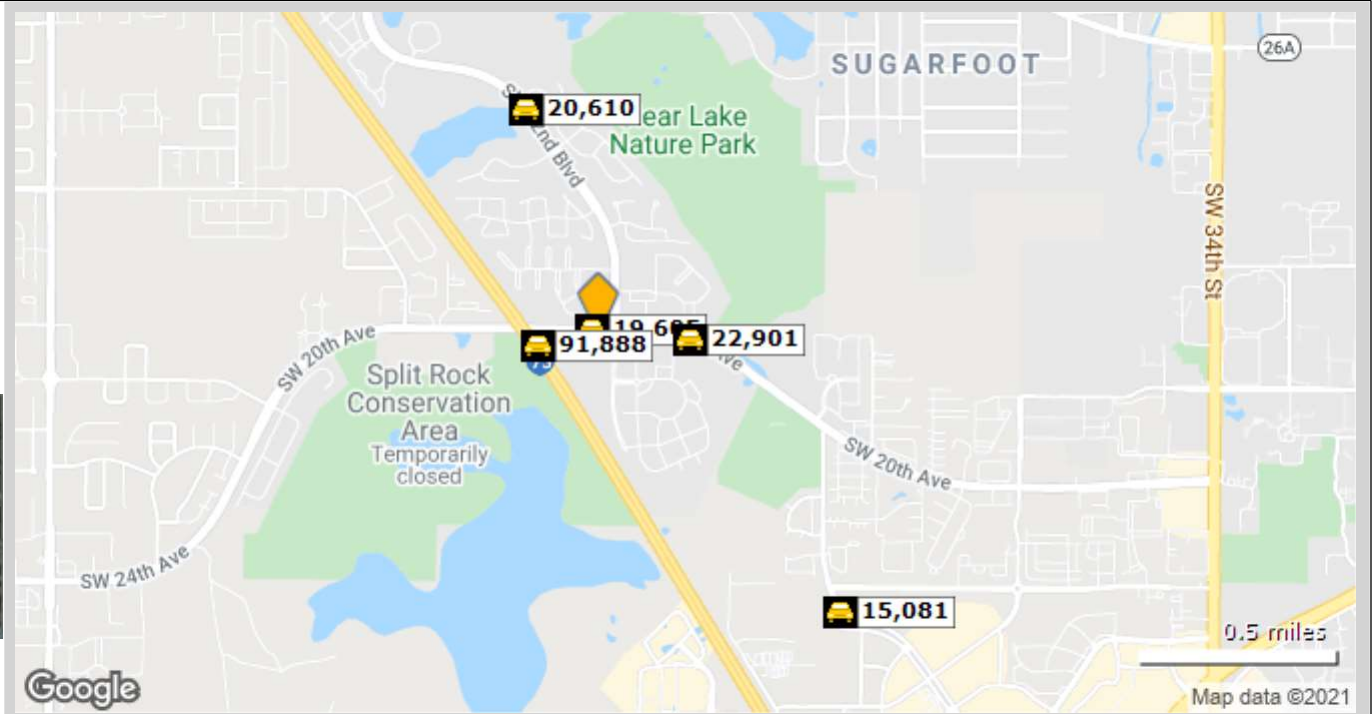 SUGARFOOT
26A
20,610
ear Lake
Nature Park
nd Blvd
SW 34th St
22,901
91,888
SW 20th Ave
Split Rock
Conservation
Area
Temporarily
closed
ve
SW 20th Ave
SW 24th Ave
15,081
0.5 miles
Google
Map data ©2021